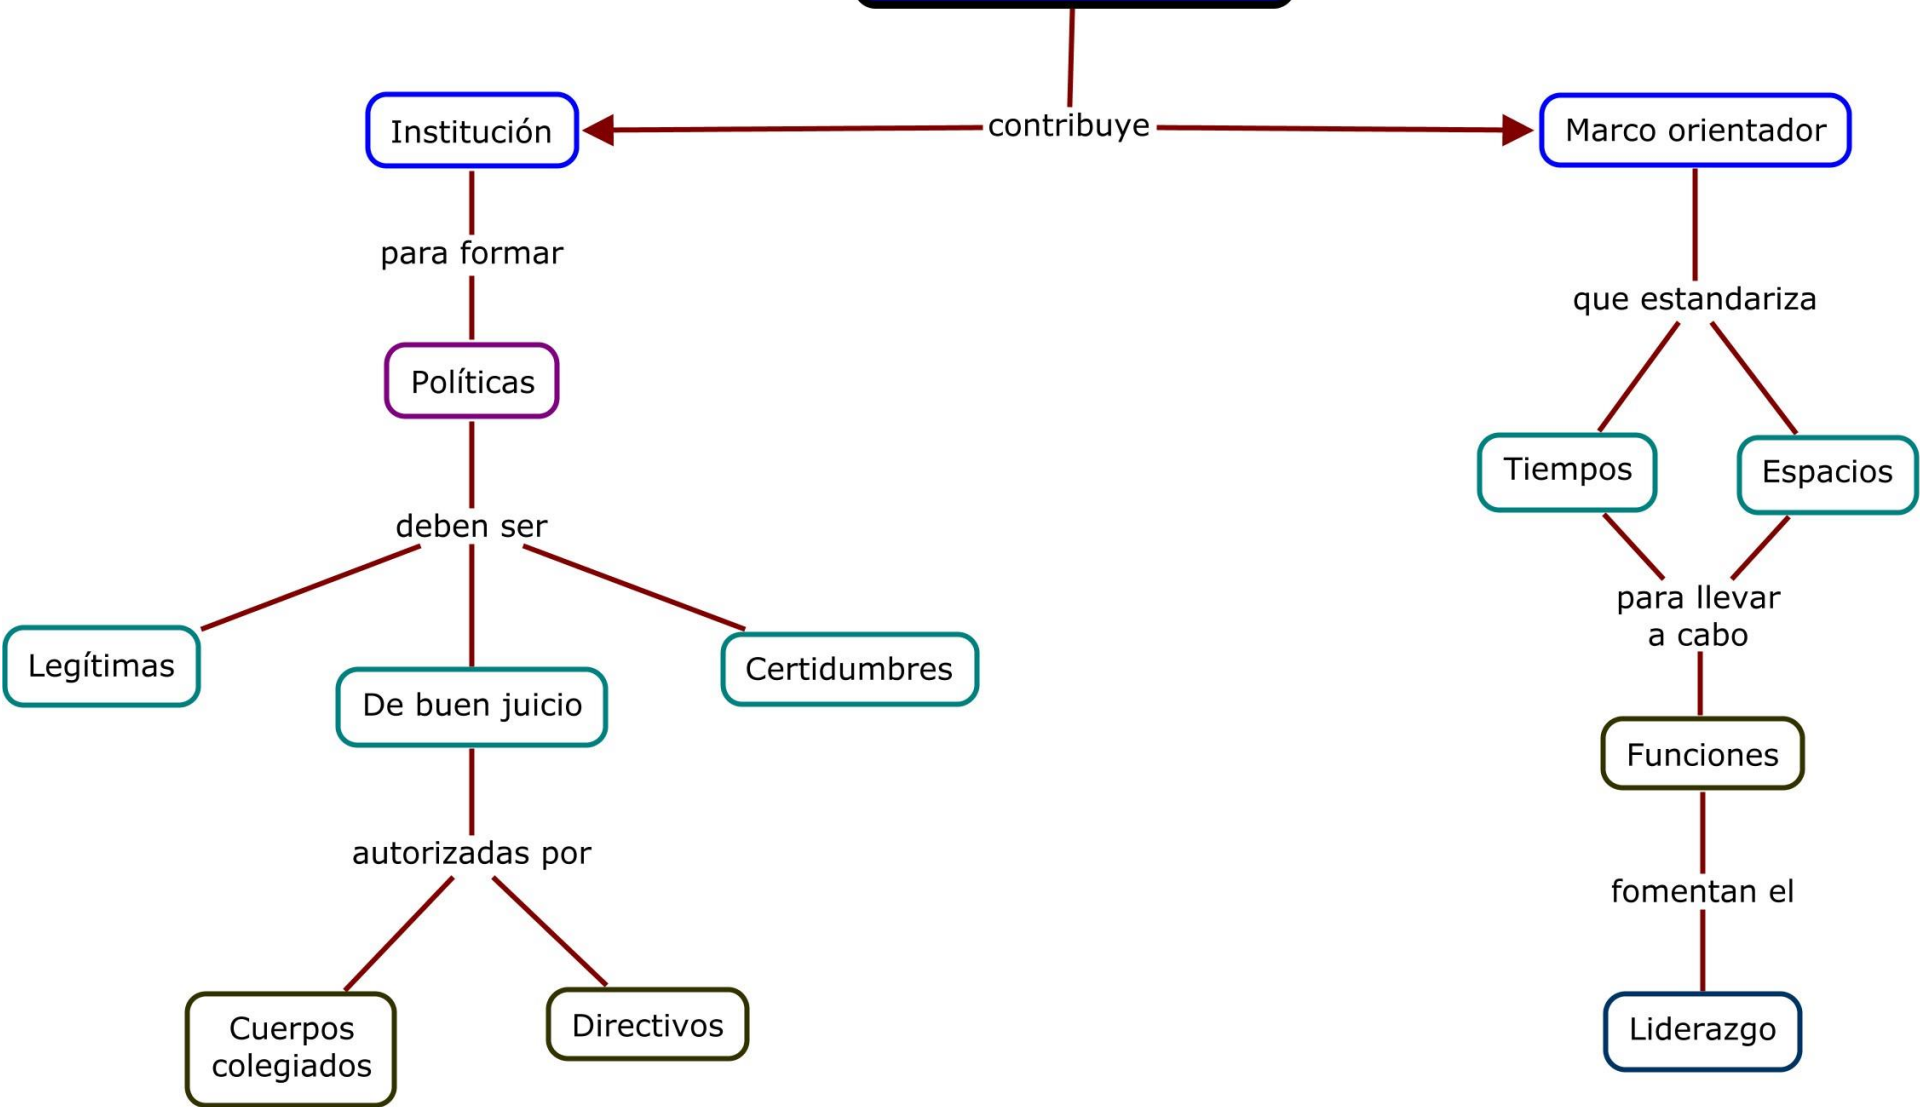 contribuye
Institución
Marco orientador
para formar
que estandariza
Políticas
Tiempos
Espacios
deben ser
para llevar
a cabo
Legítimas
De buen juicio
Certidumbres
Funciones
autorizadas por
fomentan el
Cuerpos
colegiados
Directivos
Liderazgo